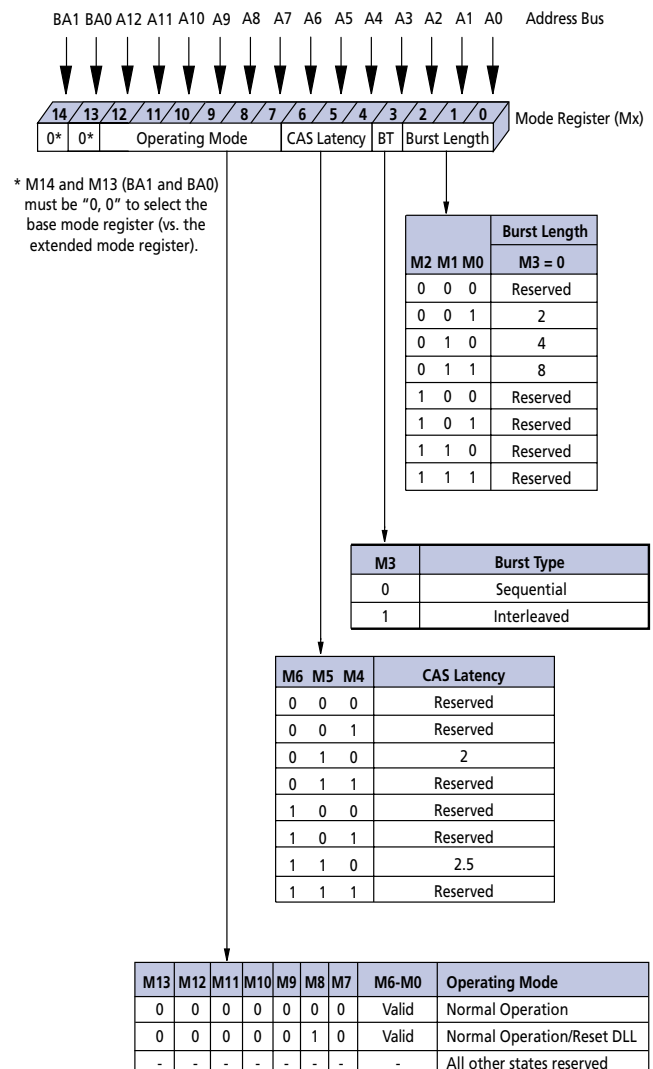 BA1 BA0 A12 A11 A10 A9 A8 A7 A6 A5 A4 A3 A2 A1 A0 Address Bus
14 13 12 11 10 9 8 7 6 5 4 3 2 1 0 Mode Register (Mx)
0* 0* Operating Mode CAS Latency BT Burst Length
* M14 and M13 (BA1 and BA0)
must be "0, 0" to select the
base mode register (vs. the
extended mode register).
Burst Length
M2 M1 M0 M3 = 0
0 0 0 Reserved
0 0 1 2
0 1 0 4
0 1 1 8
1 0 0 Reserved
1 0 1 Reserved
1 1 0 Reserved
1 1 1 Reserved
M3 Burst Type
0 Sequential
1 Interleaved
M6 M5 M4 CAS Latency
0 0 0 Reserved
0 0 1 Reserved
0 1 0 2
0 1 1 Reserved
1 0 0 Reserved
1 0 1 Reserved
1 1 0 2.5
1 1 1 Reserved
M13 M12 M11 M10 M9 M8 M7 M6-M0 Operating Mode
0 0 0 0 0 0 0 Valid Normal Operation
0 0 0 0 0 1 0 Valid Normal Operation/Reset DLL
- - - - - - - - All other states reserved